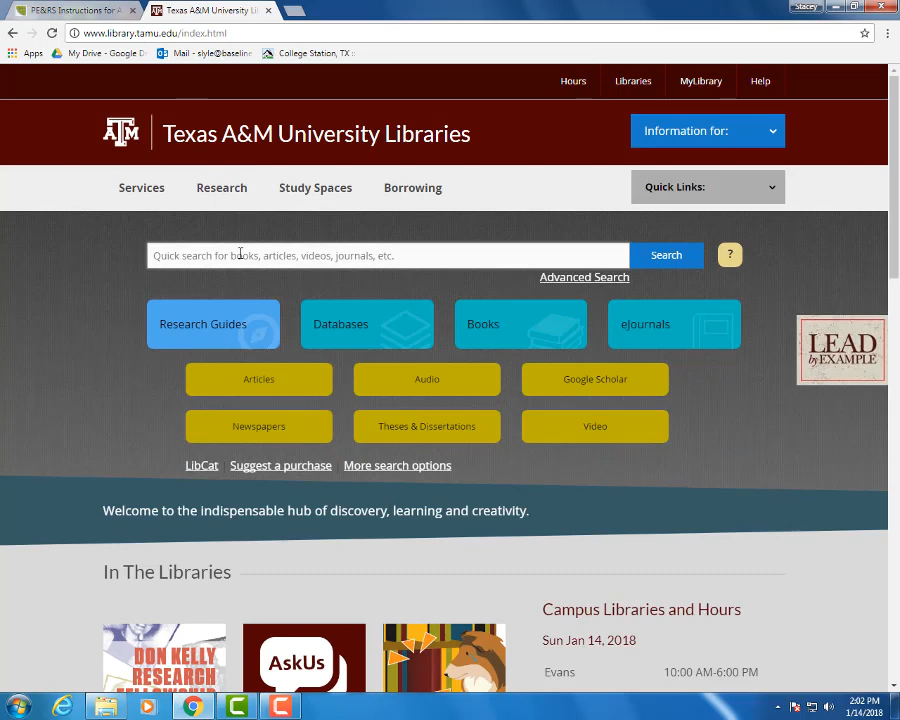 Stacey
PE&RS Instructions for A
Texas A&M University Li
www.library.tamu.edu/index.html
Apps My Drive - Google D Mail - slyle@baseline College Station, TX
Hours Libraries MyLibrary Help
ATM Texas A&M University Libraries Information for:
Services Research Study Spaces Borrowing Quick Links:
Quick search for books, articles, videos, journals, etc. Search ?
Advanced Search
Research Guides Databases Books eJournals
Articles Audio Google Scholar
Newspapers Theses & Dissertations Video
LibCat Suggest a purchase More search options
LEAD
by EXAMPLE
Welcome to the indispensable hub of discovery, learning and creativity.
In The Libraries
DON KELLY
RESEARCH
AskUs
Campus Libraries and Hours
Sun Jan 14, 2018
Evans 10:00 AM-6:00 PM
2:02 PM
1/14/2018